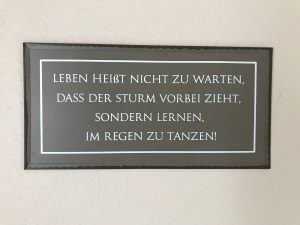 LEBEN HEIßT NICHT ZU WARTEN,
DASS DER STURM VORBEI ZIEHT,
SONDERN LERNEN,
IM REGEN ZU TANZEN!